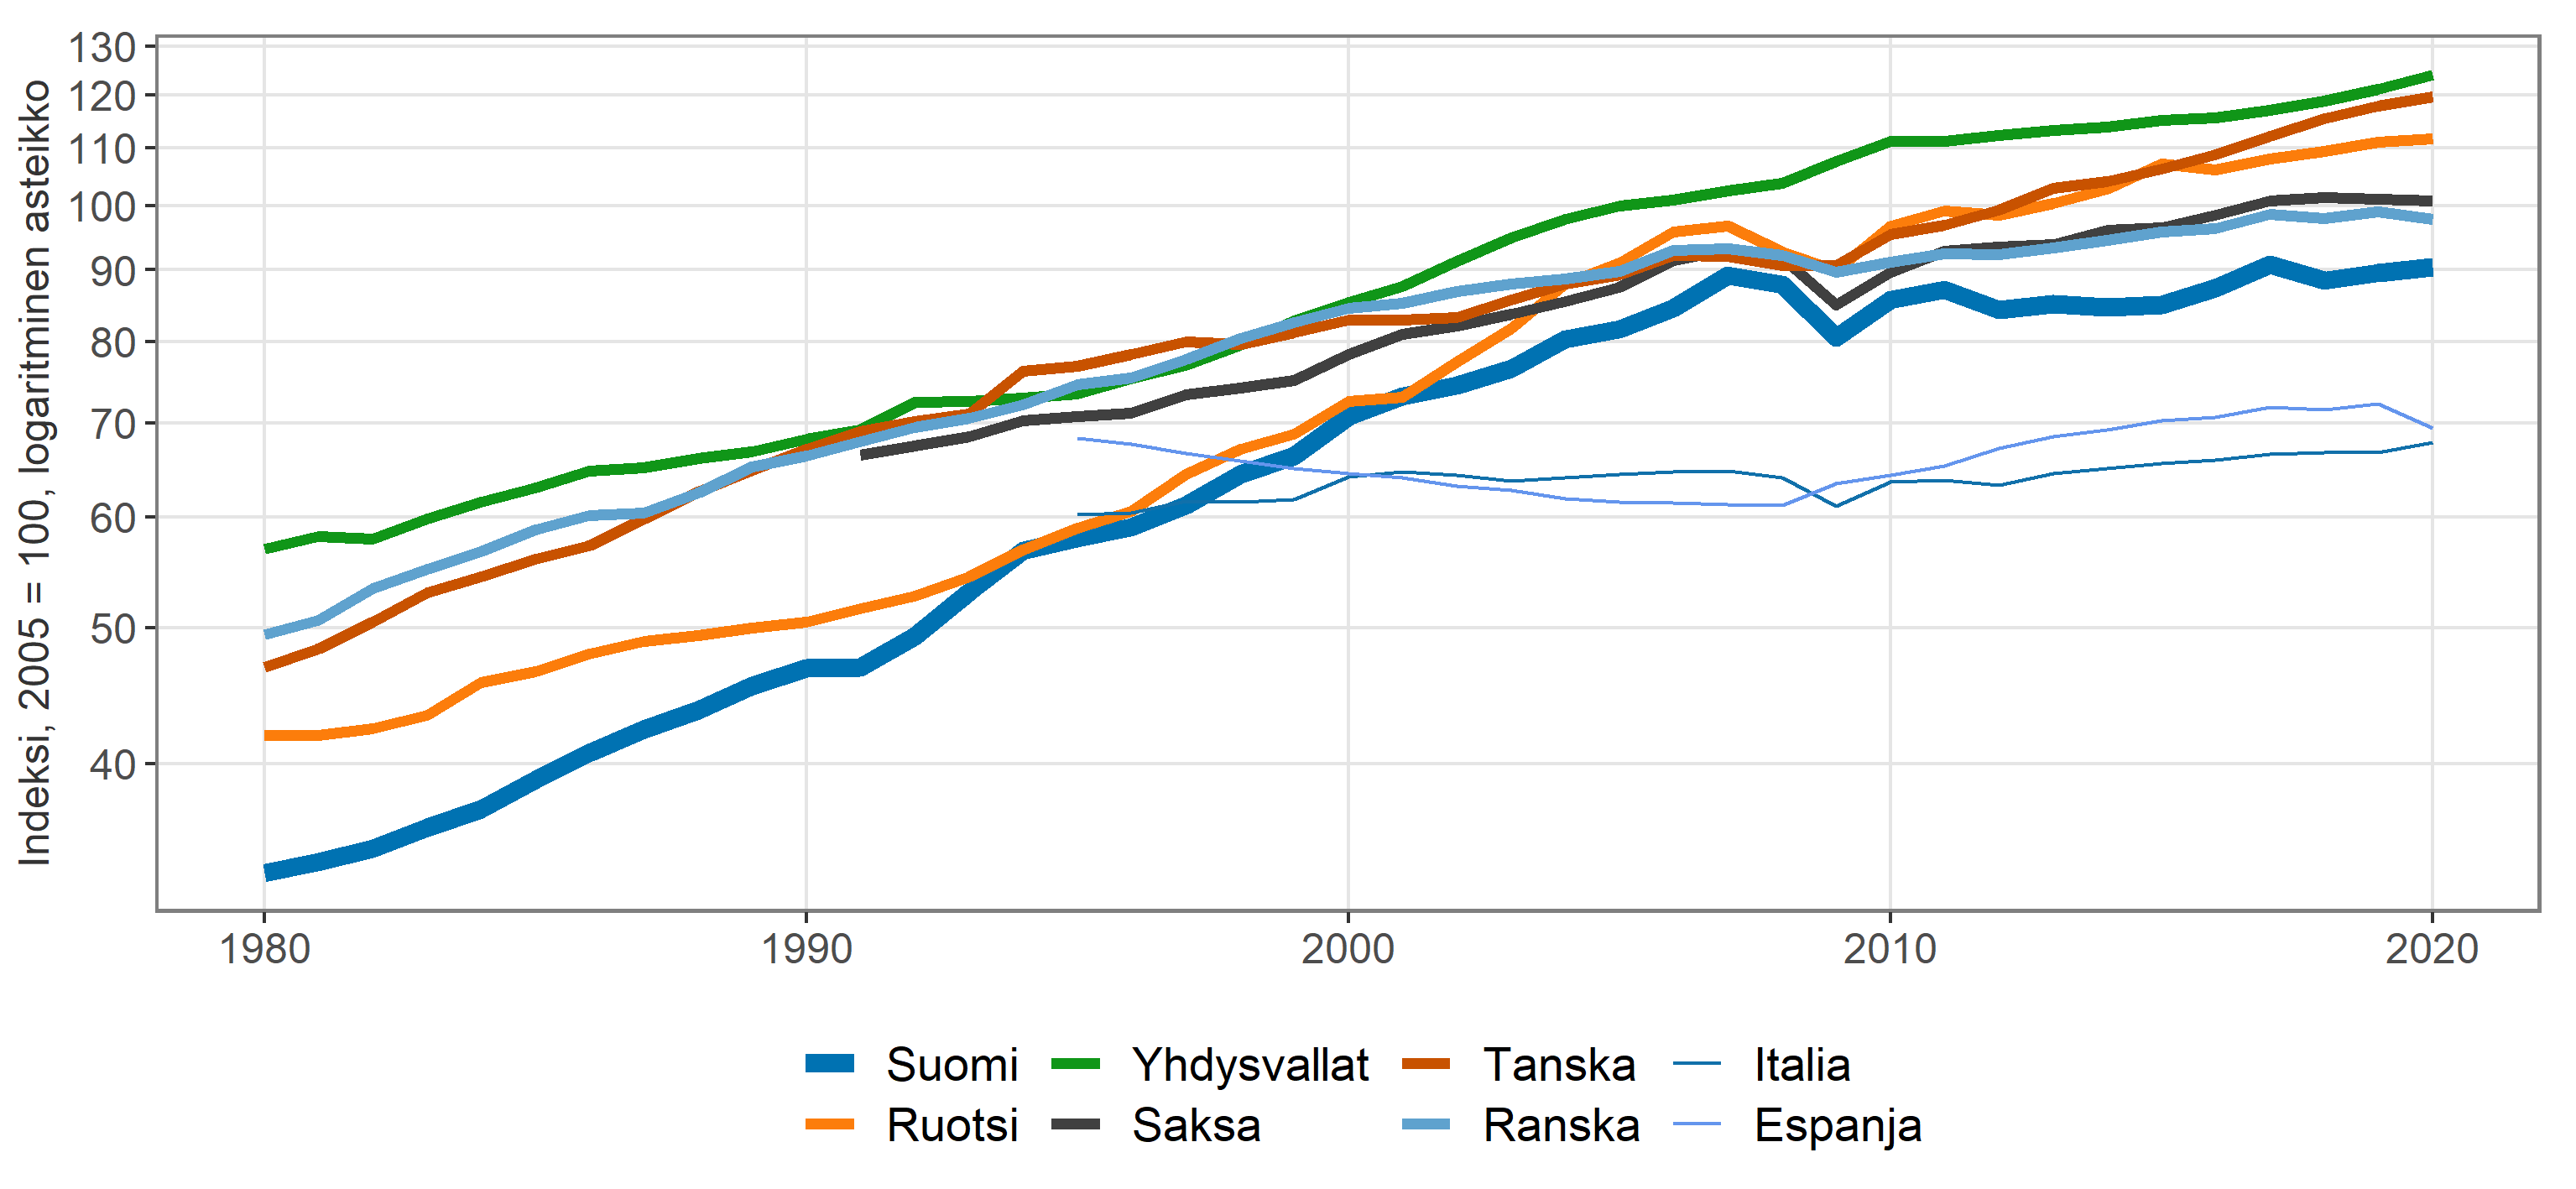 Indeksi, 2005 = 100, logaritminen asteikko
130
120
110
100
90
80
70
60
50
40
1980 1990 2000 2010 2020
Suomi Yhdysvallat Tanska Italia
Ruotsi Saksa Ranska Espanja